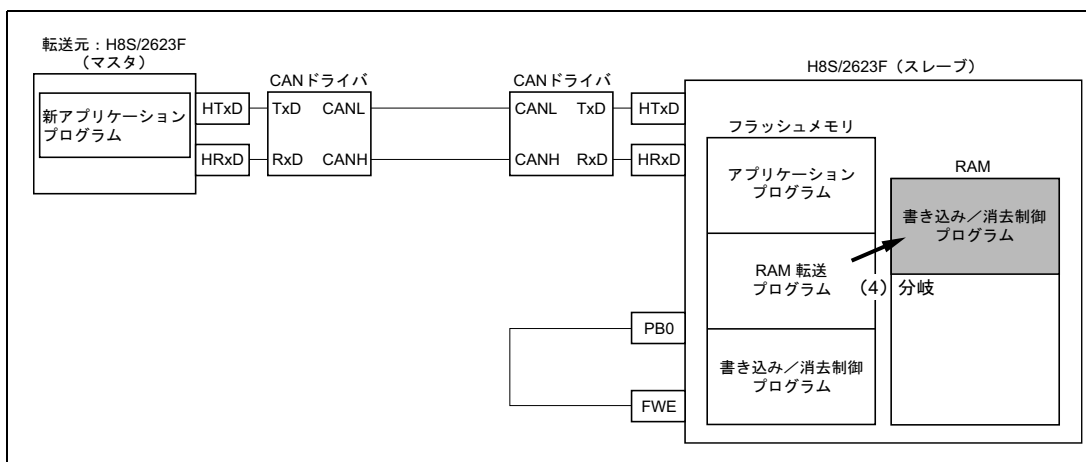 転送元：H8S/2623F
（マスタ）
新アプリケーション
プログラム
HTxD
HRxD
CANドライバ
TxD CANL
RxD CANH
CANドライバ
CANL TxD
CANH RxD
HTxD
HRxD
PB0
FWE
H8S/2623F（スレーブ）
フラッシュメモリ
アプリケーション
プログラム
RAM 転送
プログラム
書き込み／消去制御
プログラム
（4）分岐
RAM
書き込み／消去制御
プログラム